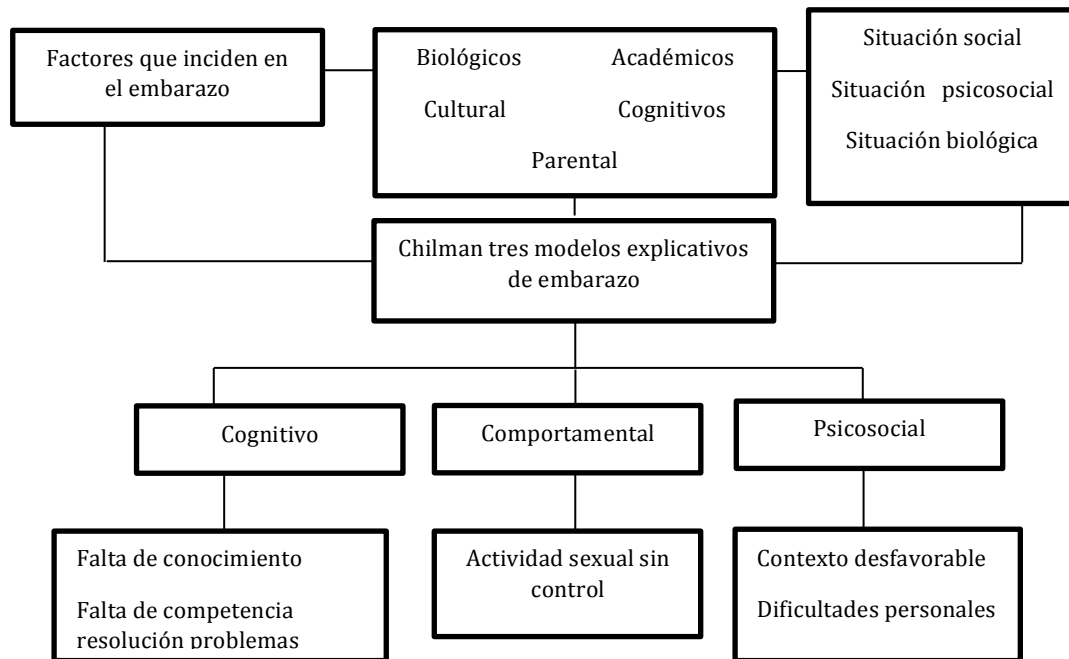 Factores que inciden en
el embarazo
Biológicos Académicos
Cultural Cognitivos
Parental
Situación social
Situación psicosocial
Situación biológica
Chilman tres modelos explicativos
de embarazo
Cognitivo
Comportamental
Psicosocial
Falta de conocimiento
Falta de competencia
resolución problemas
Actividad sexual sin
control
Contexto desfavorable
Dificultades personales